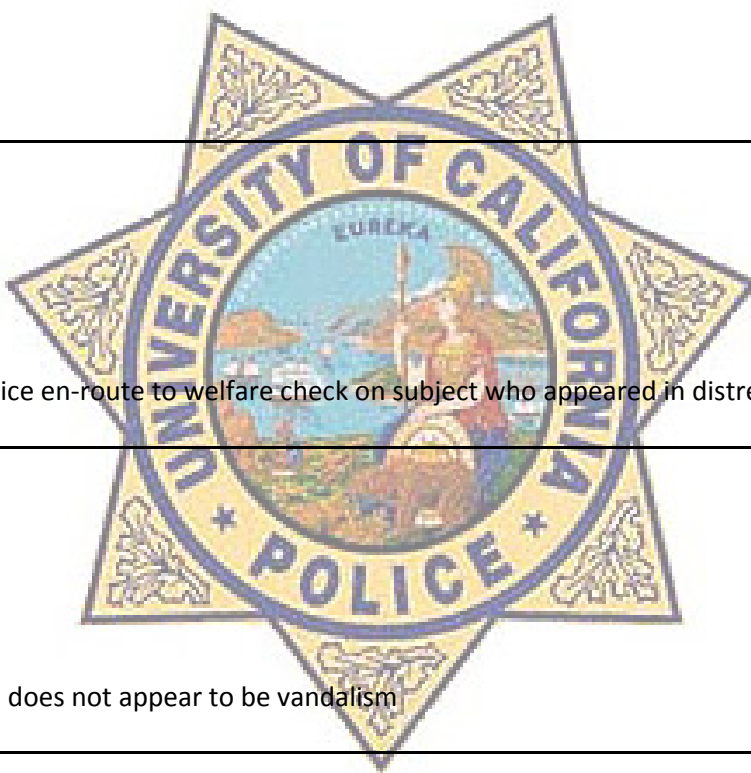 UNIVERSITY OF CALIFORNIA
EUREKA
ice en-route to welfare check on subject who appeared in distre
POLICE
does not appear to be vandalism